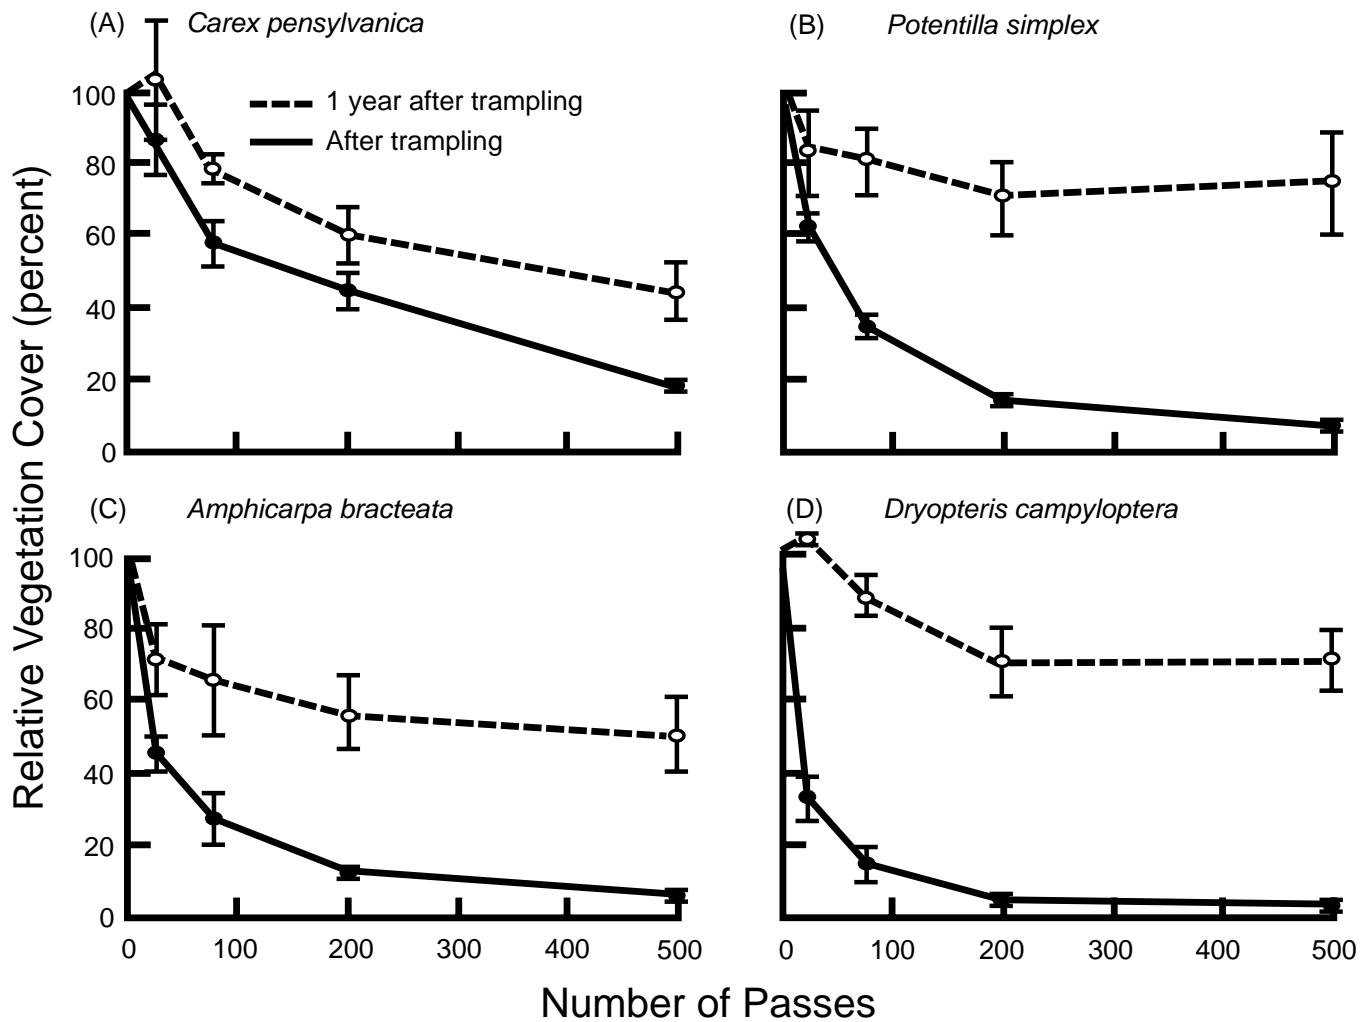 (A) Carex pensylvanica
(B) Potentilla simplex
1 year after trampling
After trampling
100
80
60
40
20
0
(C) Amphicarpa bracteata
(D) Dryopteris campyloptera
100
80
60
40
20
0
0 100 200 300 400 500
0 100 200 300 400 500
Relative Vegetation Cover (percent)
Number of Passes